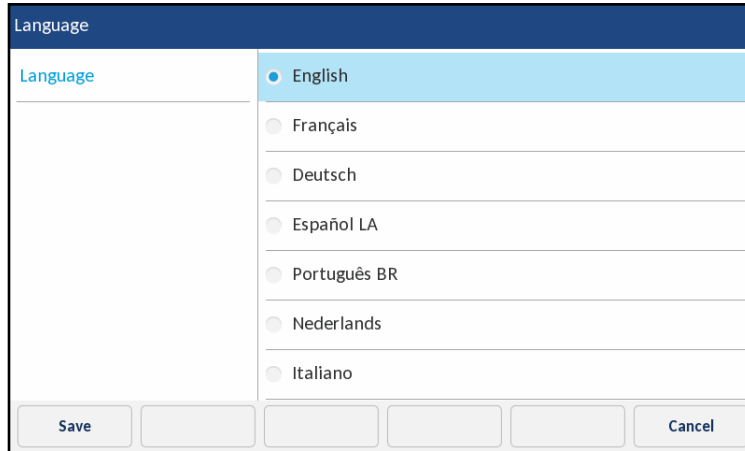 Language
Language
English
Français
Deutsch
Español LA
Português BR
Nederlands
Italiano
Save
Cancel